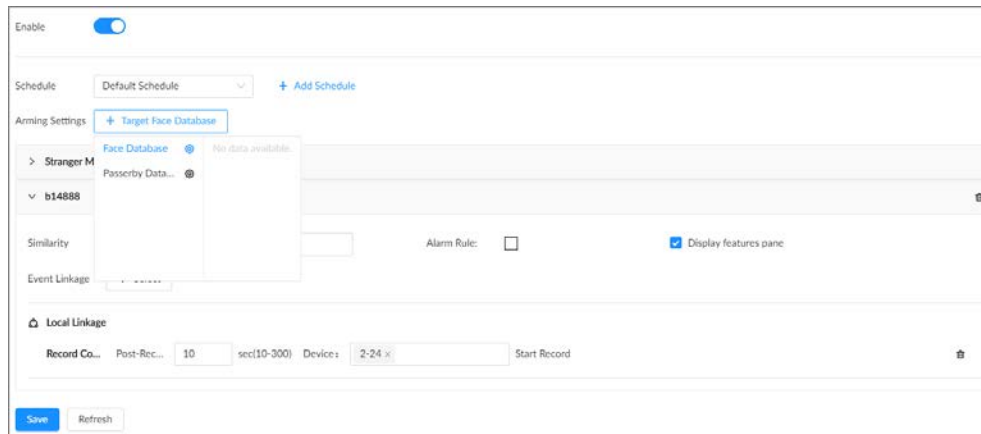 Enable
Schedule Default Schedule + Add Schedule
Arming Settings + Target Face Database
Face Database No data available.
Stranger M
Passerby Data...
b14888
Similarity Alarm Rule: Display features pane
Event Linkage
Local Linkage
Record Co... Post-Rec... 10 sec(10-300) Device: 2-24 × Start Record
Save Refresh